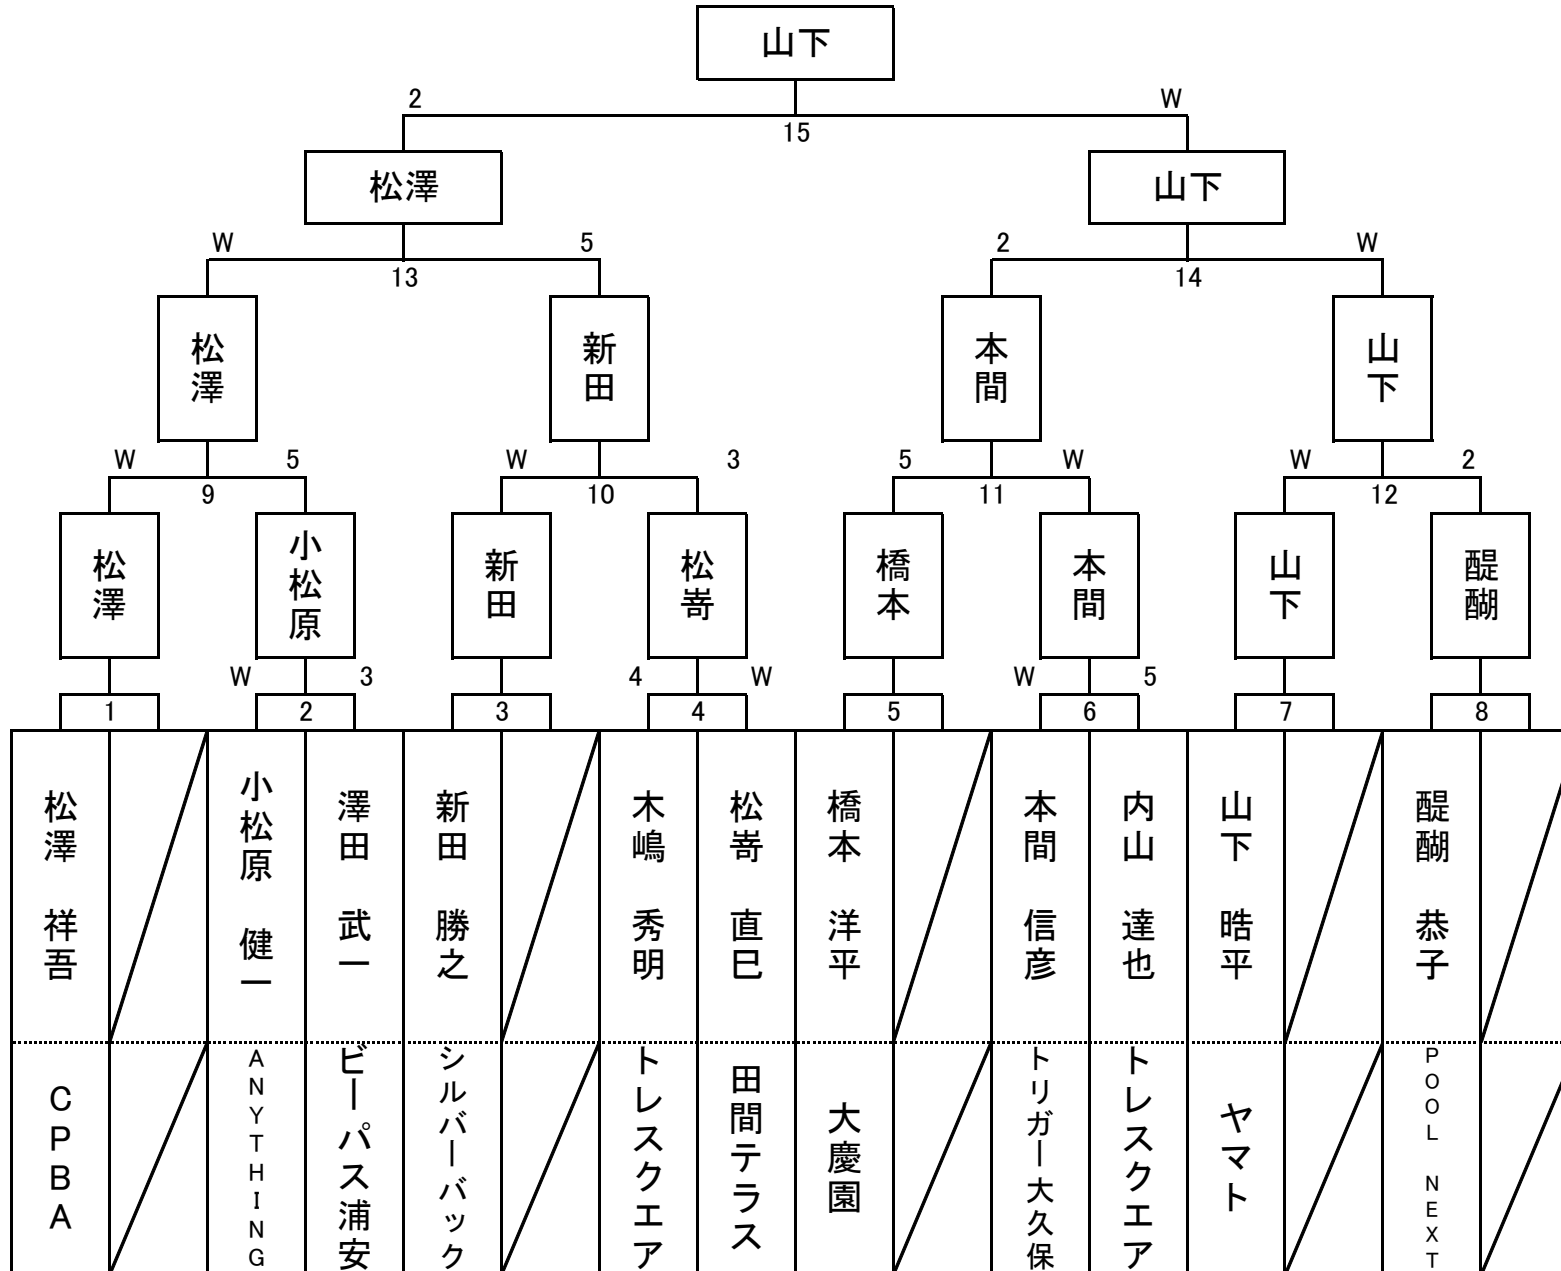 山下
2 W
15
松澤 山下
W 5 2 W
13 14
松澤 新田 本間 山下
W 5 W 3 5 W W 2
9 10 11 12
松澤 小松原 新田 松嵜 橋本 本間 山下 醍醐
W 3 4 W W 5
1 2 3 4 5 6 7 8
松澤 祥吾
小松原 健一
澤田 武一
新田 勝之
木嶋 秀明
松嵜 直巳
橋本 洋平
本間 信彦
内山 達也
山下 晧平
醍醐 恭子
CPBA
ANYTHING
ビーパス浦安
シルバーバック
トレスクエア
田間テラス
大慶園
トリガー大久保
トレスクエア
ヤマト
POOL NEXT